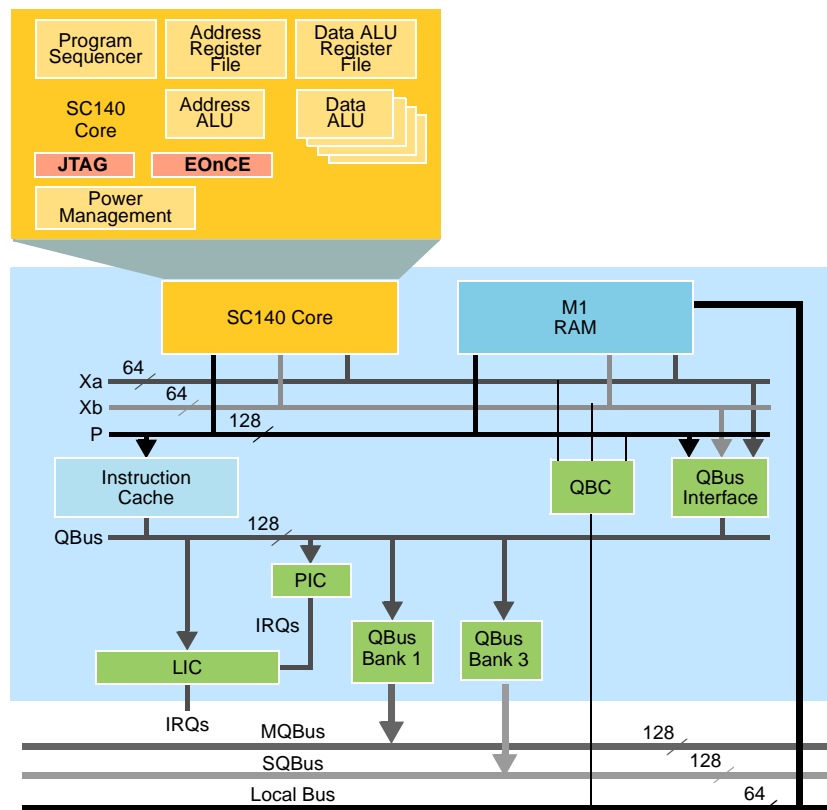 Program
Sequencer
Address
Register
File
Data ALU
Register
File
SC140
Core
Address
ALU
Data
ALU
JTAG
EOnCE
Power
Management
SC140 Core
M1
RAM
Xa
64
Xb
64
P
128
Instruction
Cache
QBC
QBus
Interface
QBus
128
PIC
IRQs
LIC
QBus
Bank 1
QBus
Bank 3
IRQs
MQBus
128
SQBus
128
Local Bus
64